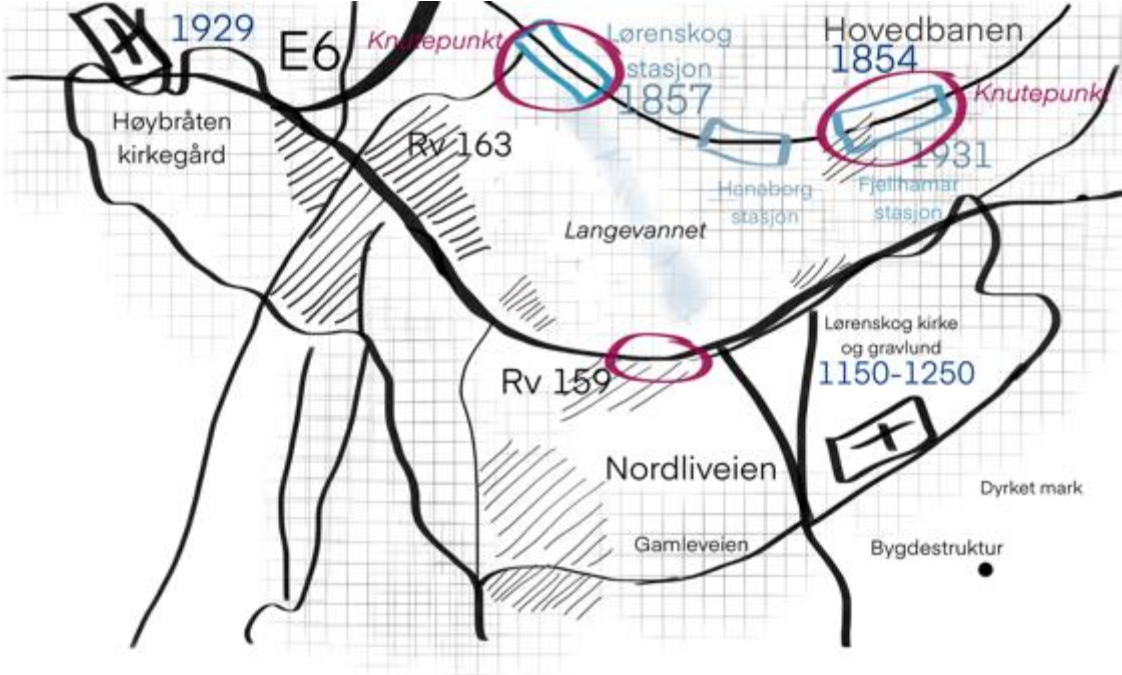 1929
E6
Høybråten
kirkegård
Knutepunkt
Lørenskog
stasjon
1857
Hovedbanen
1854
Knutepunkt
Rv 163
1931
Hanaborg
stasjon
Fjellhamar
stasjon
Langevannet
Lørenskog kirke
og gravlund
1150-1250
Rv 159
Nordliveien
Dyrket mark
Gamleveien
Bygdestruktur